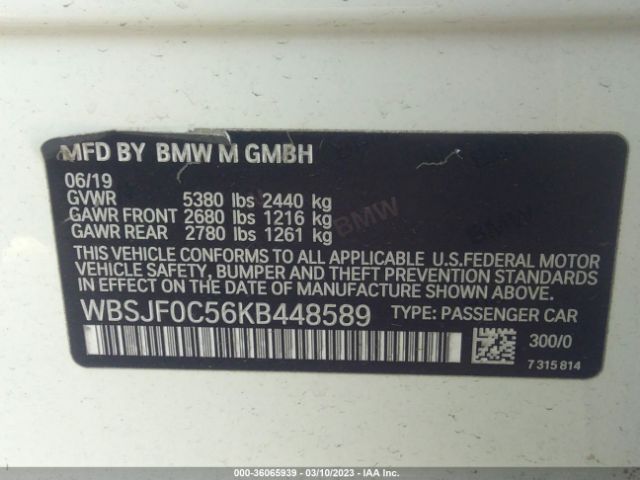 MFD BY BMW M GMBH
06/19
GVWR 5380 lbs 2440 kg
GAWR FRONT 2680 lbs 1216 kg
GAWR REAR 2780 lbs 1261 kg
BMW
THIS VEHICLE CONFORMS TO ALL APPLICABLE U.S.FEDERAL MOTOR
VEHICLE SAFETY, BUMPER AND THEFT PREVENTION STANDARDS
IN EFFECT ON THE DATE OF MANUFACTURE SHOWN ABOVE.
WBSJF0C56KB448589 TYPE: PASSENGER CAR
300/0
7 315 814
000-36065939 - 03/10/2023 - IAA Inc.